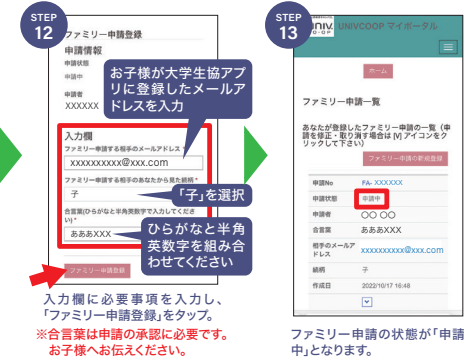 STEP
12
ファミリー申請登録
申請情報
申請状態
申請中
申請者
XXXXXX
お子様が大学生協アプ
リに登録したメールア
ドレスを入力
入力欄
ファミリー申請する相手のメールアドレス *
xxxxxxxxxx@xxx.com
ファミリー申請する相手のあなたから見た続柄 *
子
「子」を選択
合言葉(ひらがなと半角英数字で入力してくださ
い) *
あああXXX
ひらがなと半角
英数字を組み合
わせてください
ファミリー申請登録
入力欄に必要事項を入力し、
「ファミリー申請登録」をタップ。
※合言葉は申請の承認に必要です。
お子様へお伝えください。
STEP
13
UNIV.
CO-OP
UNIVCOOP マイポータル
ホーム
ファミリー申請一覧
あなたが登録したファミリー申請の一覧（申
請を修正・取り消す場合は [V] アイコンをク
リックして下さい）
ファミリー申請の新規登録
申請No
FA- XXXXXX
申請状態
申請中
申請者
○○ ○○
合言葉
あああXXX
相手のメールア
ドレス
xxxxxxxxxx@xxx.com
続柄
子
作成日
2022/10/17 16:48
ファミリー申請の状態が「申請
中」となります。